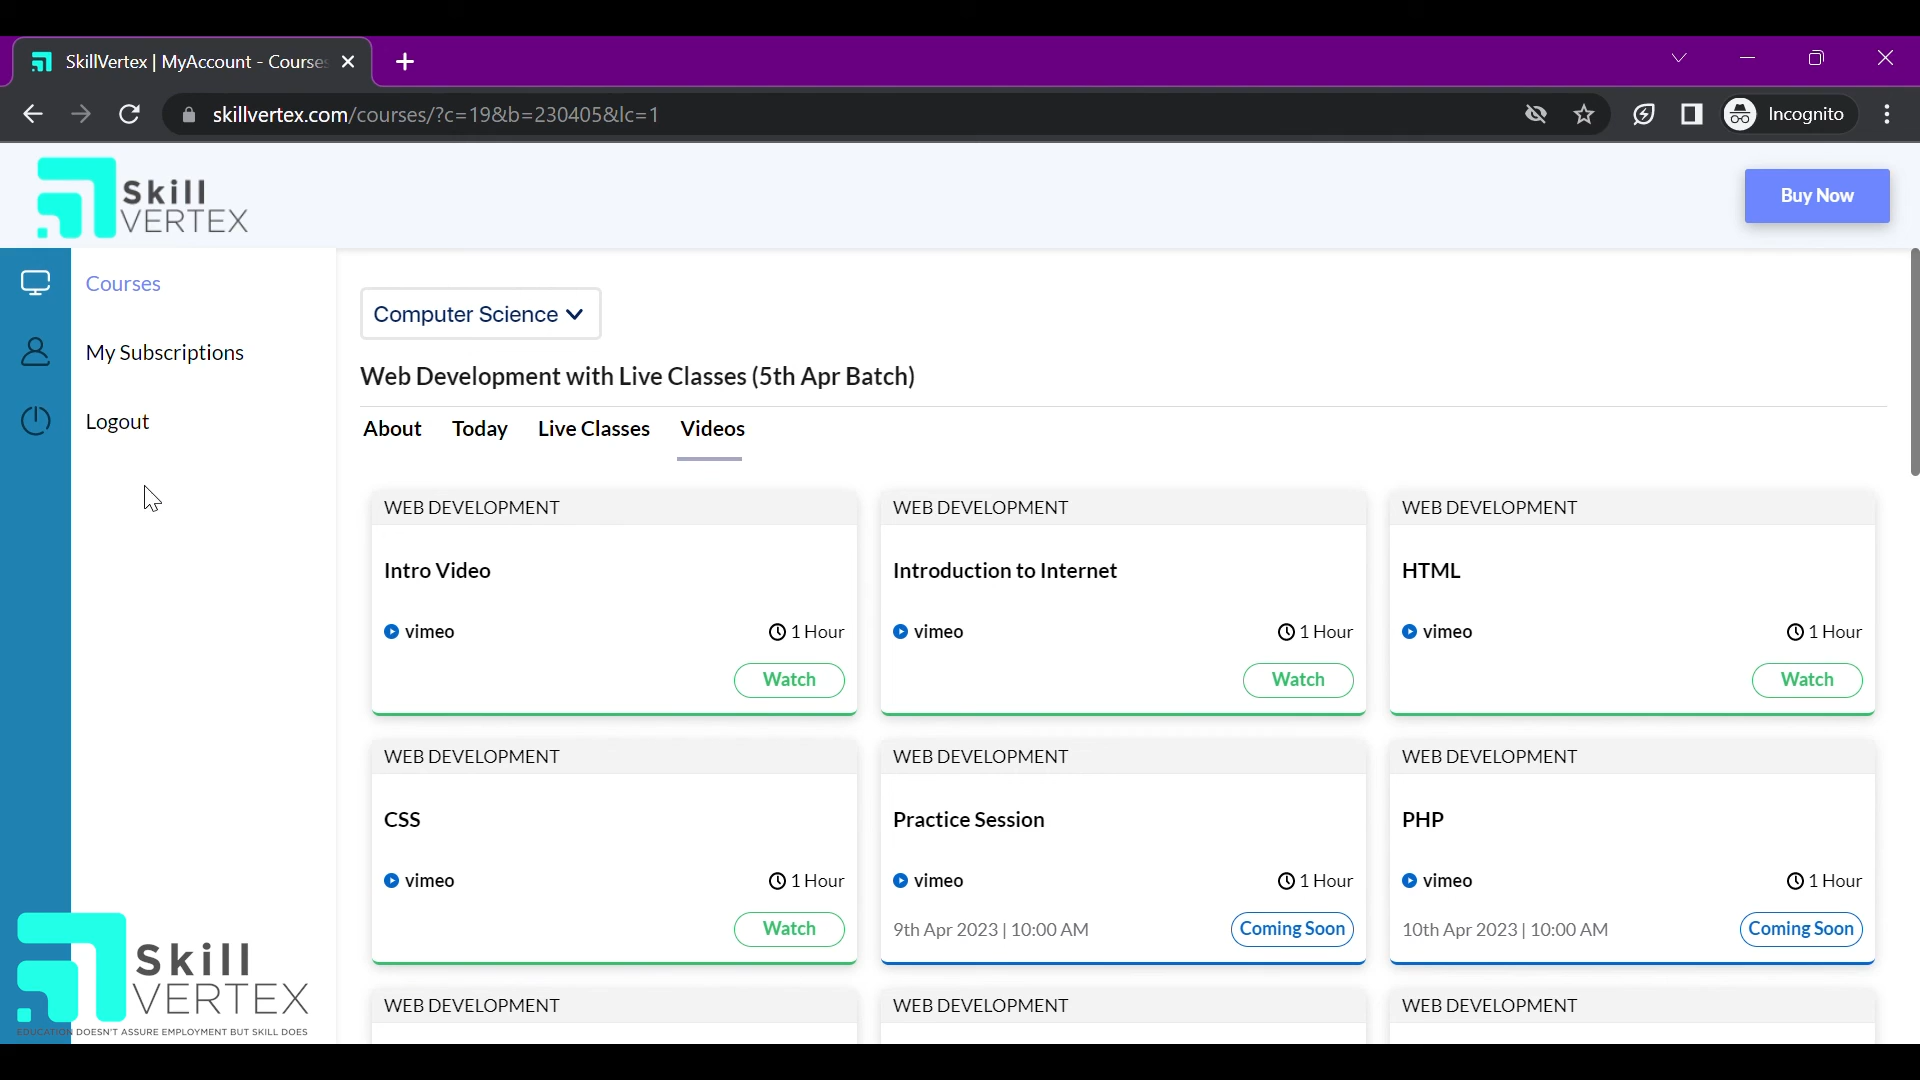 SkillVertex | MyAccount - Courses
skillvertex.com/courses/?c=19&b=230405&lc=1
Incognito
Skill
VERTEX
Buy Now
Courses
My Subscriptions
Logout
Computer Science
Web Development with Live Classes (5th Apr Batch)
About Today Live Classes Videos
WEB DEVELOPMENT WEB DEVELOPMENT WEB DEVELOPMENT
Intro Video Introduction to Internet HTML
vimeo 1 Hour vimeo 1 Hour vimeo 1 Hour
Watch Watch Watch
WEB DEVELOPMENT WEB DEVELOPMENT WEB DEVELOPMENT
CSS Practice Session PHP
vimeo 1 Hour vimeo 1 Hour vimeo 1 Hour
Watch 9th Apr 2023 | 10:00 AM Coming Soon 10th Apr 2023 | 10:00 AM Coming Soon
WEB DEVELOPMENT WEB DEVELOPMENT WEB DEVELOPMENT
Skill
VERTEX
EDUCATION DOESN'T ASSURE EMPLOYMENT BUT SKILL DOES